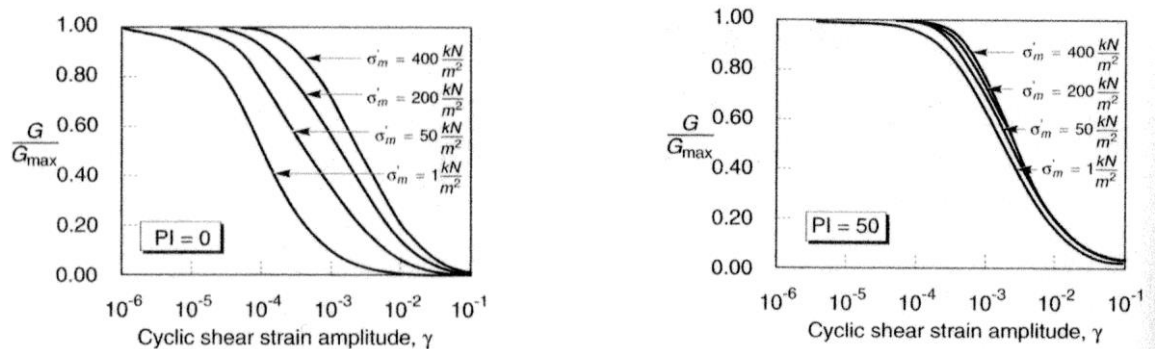 1.00
0.80
0.60
0.40
0.20
0.00
G
Gmax
σ'm = 400 kN/m²
σ'm = 200 kN/m²
σ'm = 50 kN/m²
σ'm = 1 kN/m²
PI = 0
10⁻⁶ 10⁻⁵ 10⁻⁴ 10⁻³ 10⁻² 10⁻¹
Cyclic shear strain amplitude, γ
1.00
0.80
0.60
0.40
0.20
0.00
G
Gmax
σ'm = 400 kN/m²
σ'm = 200 kN/m²
σ'm = 50 kN/m²
σ'm = 1 kN/m²
PI = 50
10⁻⁶ 10⁻⁵ 10⁻⁴ 10⁻³ 10⁻² 10⁻¹
Cyclic shear strain amplitude, γ